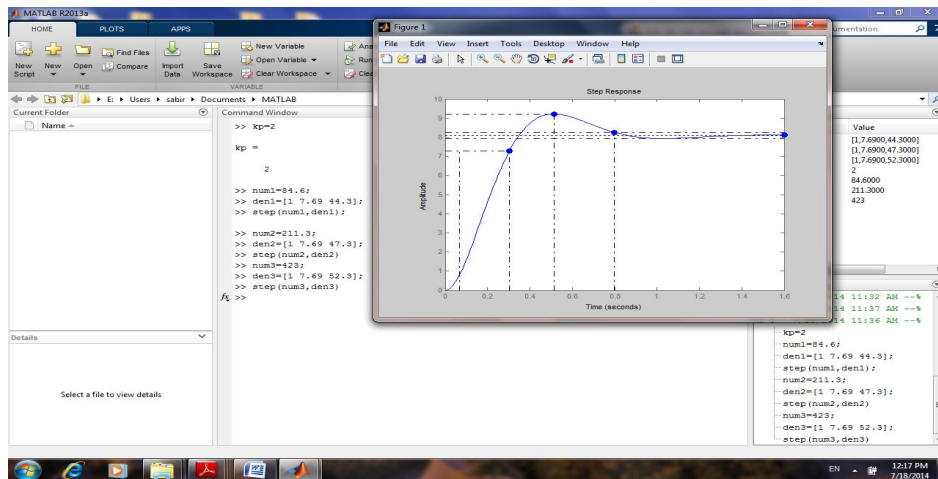 MATLAB R2013a
HOME PLOTS APPS
New Script
New
Open
Find Files
Compare
Import Data
Save Workspace
New Variable
Open Variable
Clear Workspace
FILE
VARIABLE
E: Users sabir Documents MATLAB
Current Folder
Name
Details
Select a file to view details
Command Window
>> kp=2
kp =
2
>> num1=84.6;
>> den1=[1 7.69 44.3];
>> step(num1,den1);
>> num2=211.3;
>> den2=[1 7.69 47.3];
>> step(num2,den2)
>> num3=423;
>> den3=[1 7.69 52.3];
>> step(num3,den3)
fx >>
Figure 1
File Edit View Insert Tools Desktop Window Help
Step Response
Amplitude
10
9
8
7
6
5
4
3
2
1
0
0 0.2 0.4 0.6 0.8 1 1.2 1.4 1.6
Time (seconds)
Value
[1,7.6900,44.3000]
[1,7.6900,47.3000]
[1,7.6900,52.3000]
2
84.6000
211.3000
423
14 11:32 AM --%
14 11:37 AM --%
14 11:36 AM --%
kp=2
num1=84.6;
den1=[1 7.69 44.3];
step(num1,den1);
num2=211.3;
den2=[1 7.69 47.3];
step(num2,den2)
num3=423;
den3=[1 7.69 52.3];
step(num3,den3)
EN
12:17 PM
7/18/2014